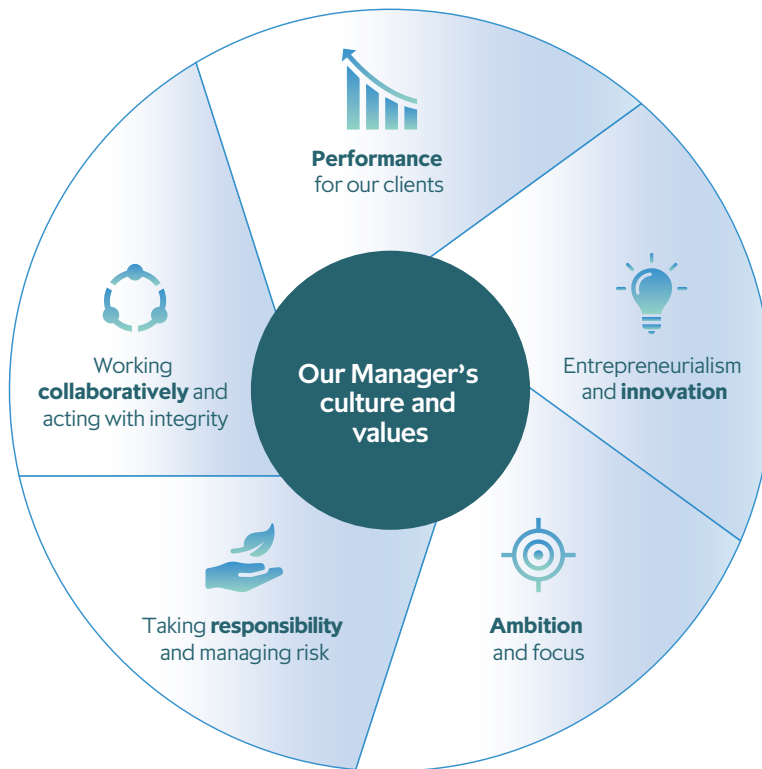 Performance
for our clients
Entrepreneurialism
and innovation
Ambition
and focus
Taking responsibility
and managing risk
Working
collaboratively and
acting with integrity
Our Manager’s
culture and
values